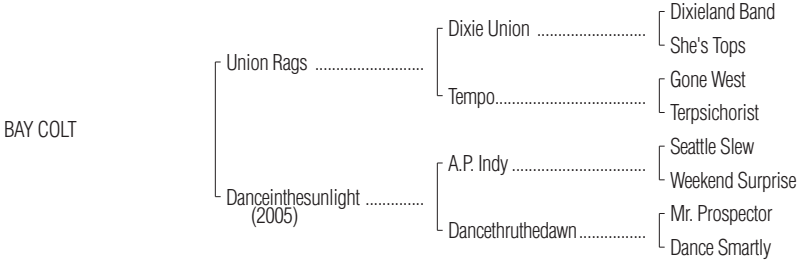 Dixieland Band
Dixie Union ..........................
She's Tops
Union Rags ..........................
Gone West
Tempo....................................
Terpsichorist
BAY COLT
Seattle Slew
A.P. Indy ................................
Weekend Surprise
Danceinthesunlight ..............
(2005)
Mr. Prospector
Dancethruthedawn................
Dance Smartly